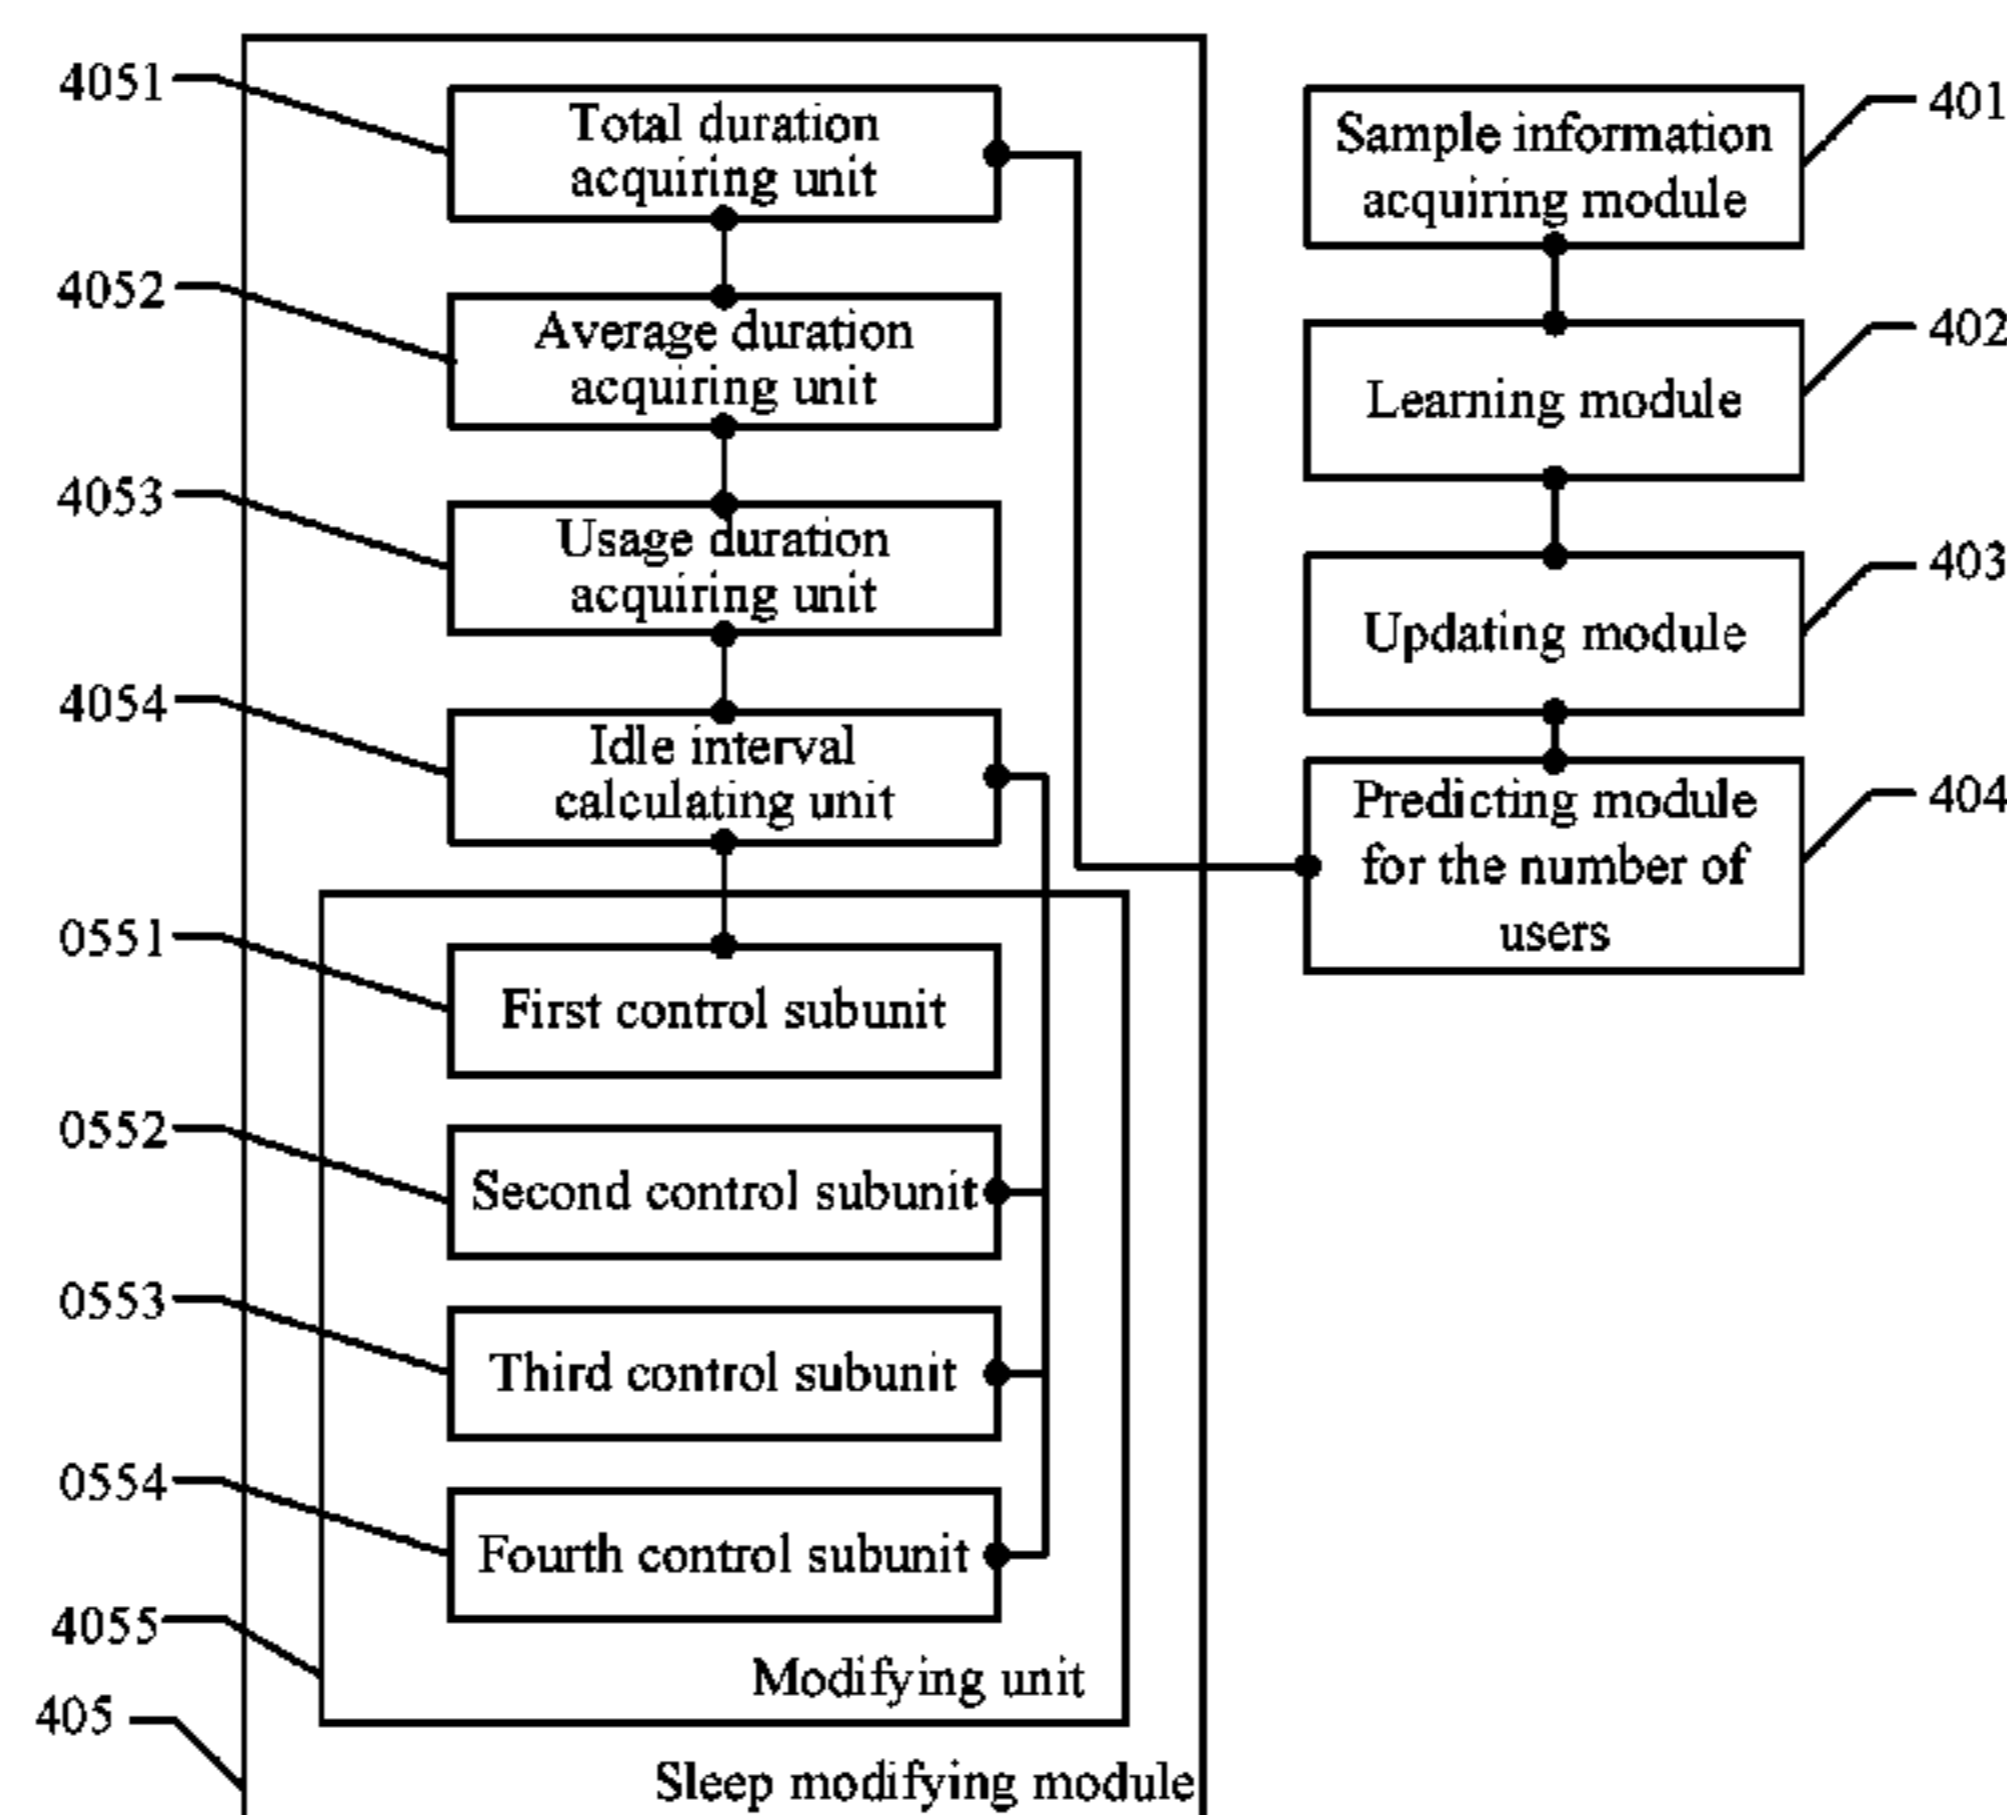 4051
Total duration
acquiring unit
4052
Average duration
acquiring unit
4053
Usage duration
acquiring unit
4054
Idle interval
calculating unit
0551
First control subunit
0552
Second control subunit
0553
Third control subunit
0554
Fourth control subunit
4055
Modifying unit
405
Sleep modifying module
Sample information
acquiring module
401
Learning module
402
Updating module
403
Predicting module
for the number of
users
404